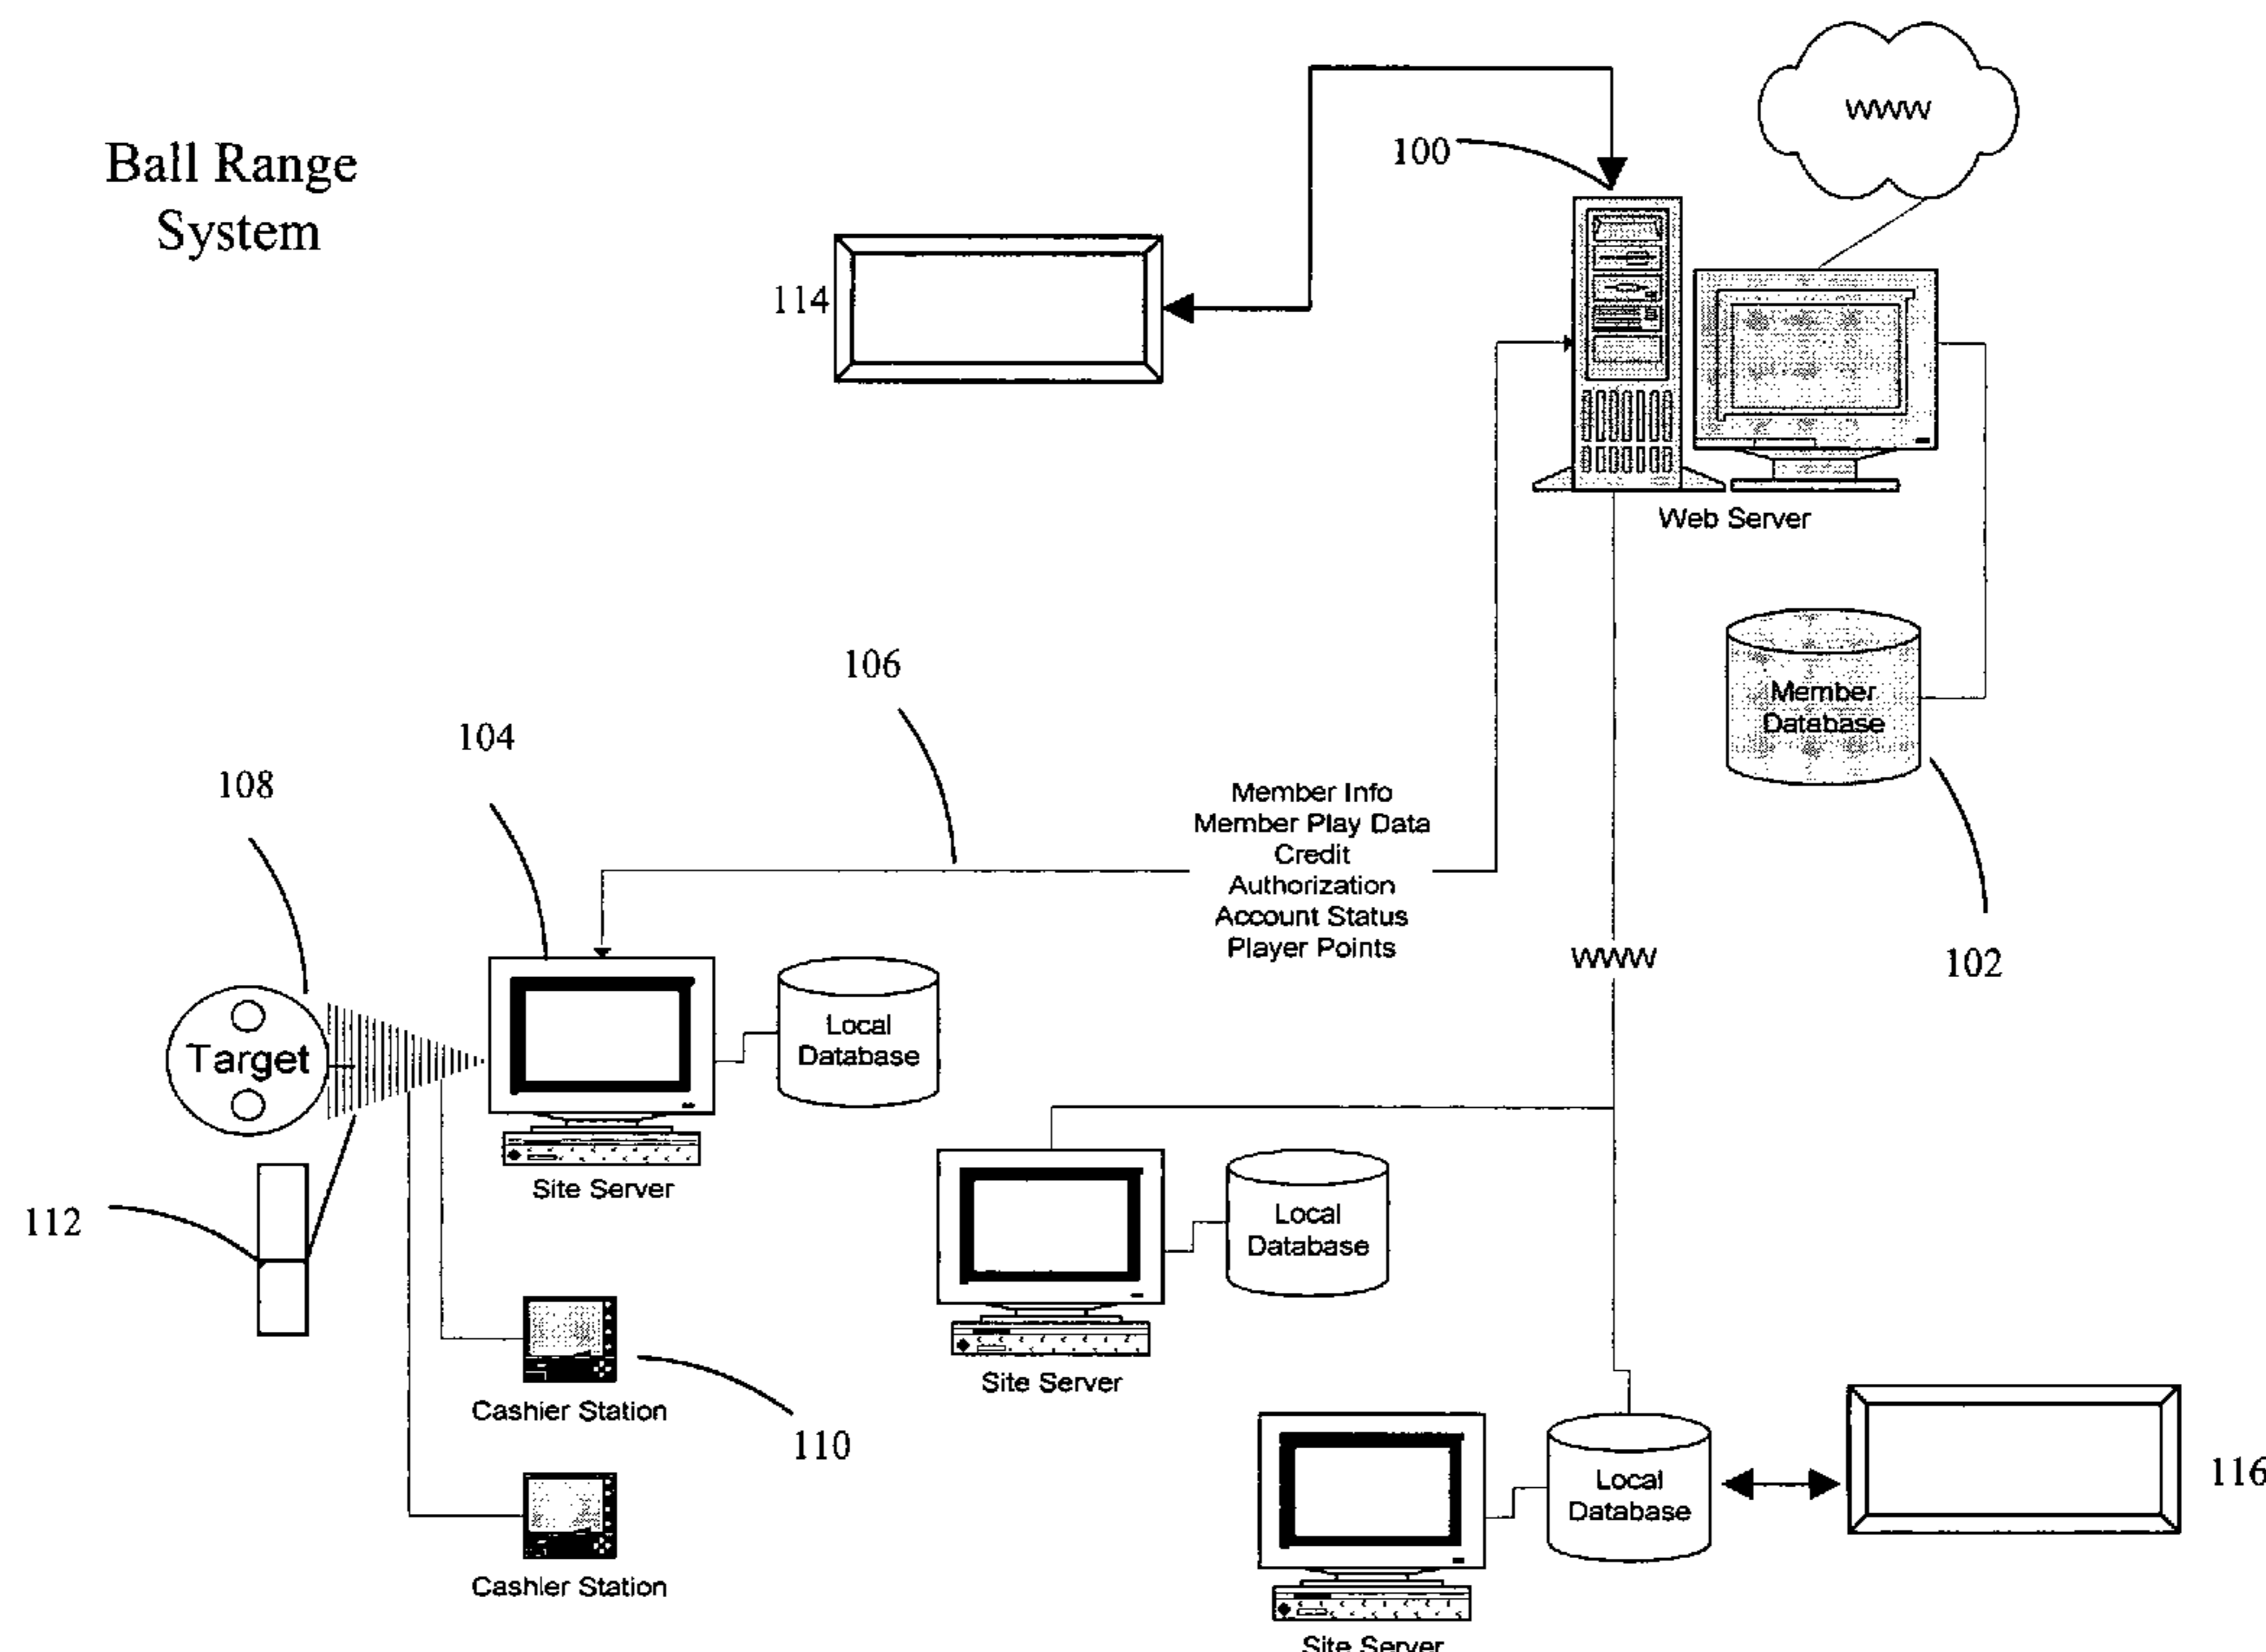 Ball Range
System
WWW
100
114
Web Server
106
Member
Database
104
108
Member Info
Member Play Data
Credit
Authorization
Account Status
Player Points
WWW
102
Target
Local
Database
112
Site Server
Local
Database
Site Server
Cashier Station
110
Local
Database
116
Cashier Station
Site Server